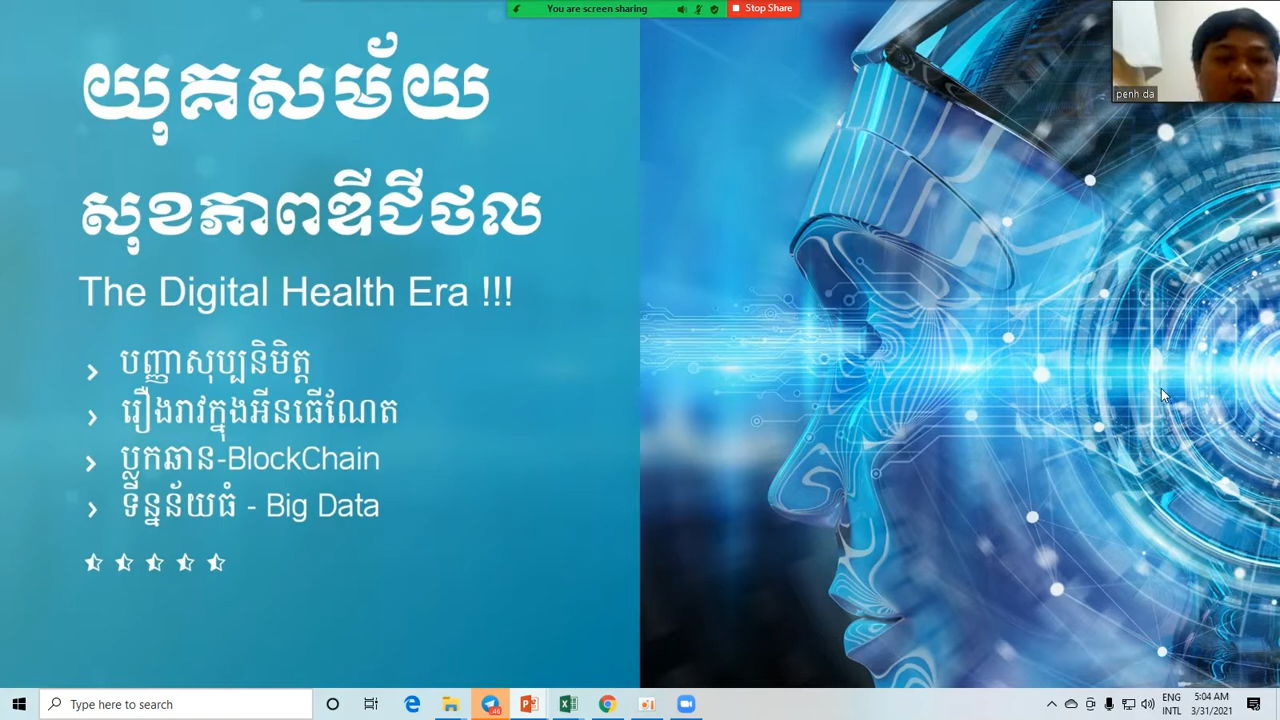 You are screen sharing
Stop Share
penh da
យុគសម័យ
សុខភាពឌីជីថល
The Digital Health Era !!!
បញ្ញាសុប្បនិមិត្ត
រឿងរាវក្នុងអ៊ីនធើណែត
ប្លុកឆាន-BlockChain
ទិន្នន័យធំ - Big Data
Type here to search
46
ENG
INTL
5:04 AM
3/31/2021